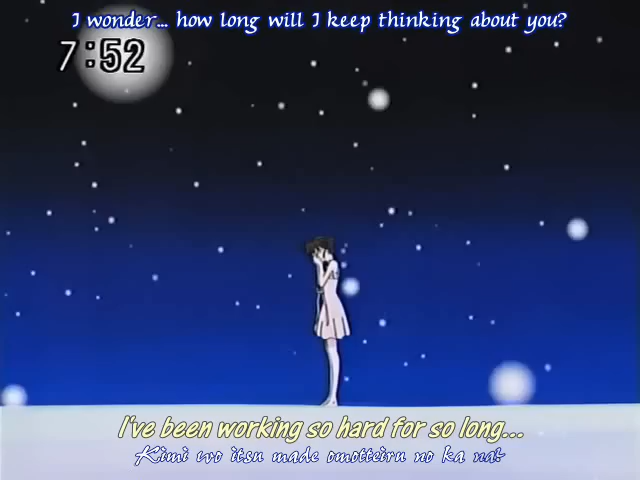 I wonder... how long will I keep thinking about you?
7:52
I've been working so hard for so long...
Kimi wo itsu made omotteiru no ka na?